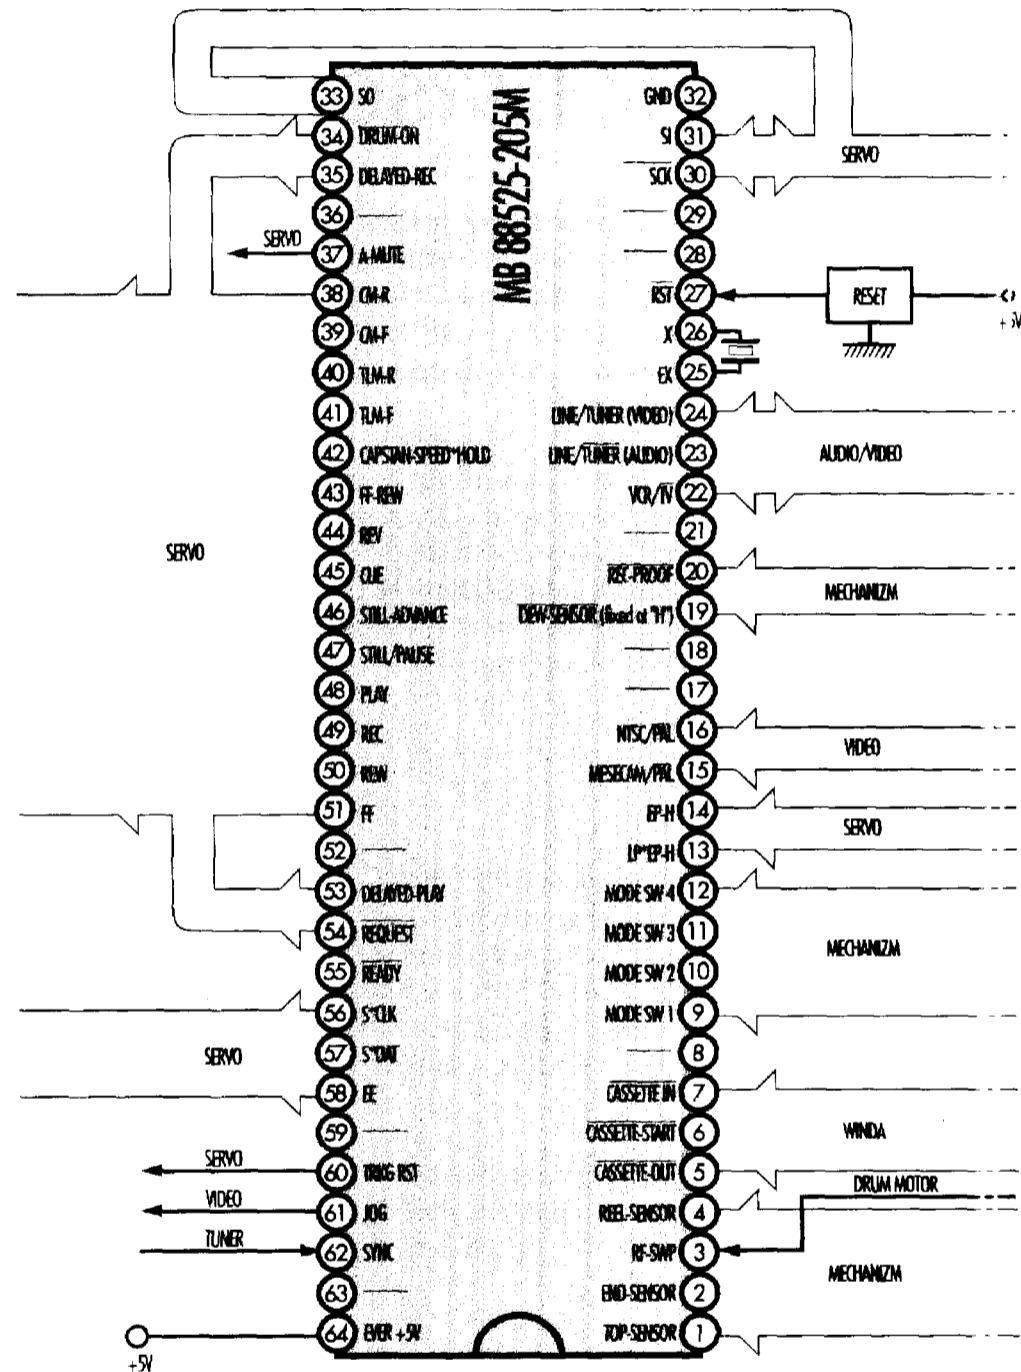 MB 88525-205M
33 SO
34 DRUM-ON
35 DELAYED-REC
36
SERVO 37 A-MUTE
38 CM-R
39 CM-F
40 TLM-R
41 TLM-F
42 CAPSTAN-SPEED*HOLD
43 FF-REW
44 REV
SERVO
45 CUE
46 STILL-ADVANCE
47 STILL/PAUSE
48 PLAY
49 REC
50 REW
51 FF
52
53 DELAYED-PLAY
54 REQUEST
55 READY
56 S*CLK
SERVO 57 S*DAT
58 EE
59
SERVO 60 TRKG RST
VIDEO 61 JOG
TUNER 62 SYNC
63
64 EVER +5V
+5V
GND 32
SI 31
SERVO
SCK 30
29
28
RST 27 RESET
+5V
X 26
EX 25
LINE/TUNER (VIDEO) 24
LINE/TUNER (AUDIO) 23 AUDIO/VIDEO
VCR/TV 22
21
REC-PROOF 20
MECHANIZM
DEW-SENSOR (fixed at "H") 19
18
17
NTSC/PAL 16
VIDEO
MESECAM/PAL 15
EP-H 14
SERVO
LP*EP-H 13
MODE SW 4 12
MODE SW 3 11
MECHANIZM
MODE SW 2 10
MODE SW 1 9
8
CASSETTE IN 7
CASSETTE-START 6 WINDA
CASSETTE-OUT 5
DRUM MOTOR
REEL-SENSOR 4
RF-SWP 3
MECHANIZM
END-SENSOR 2
TOP-SENSOR 1